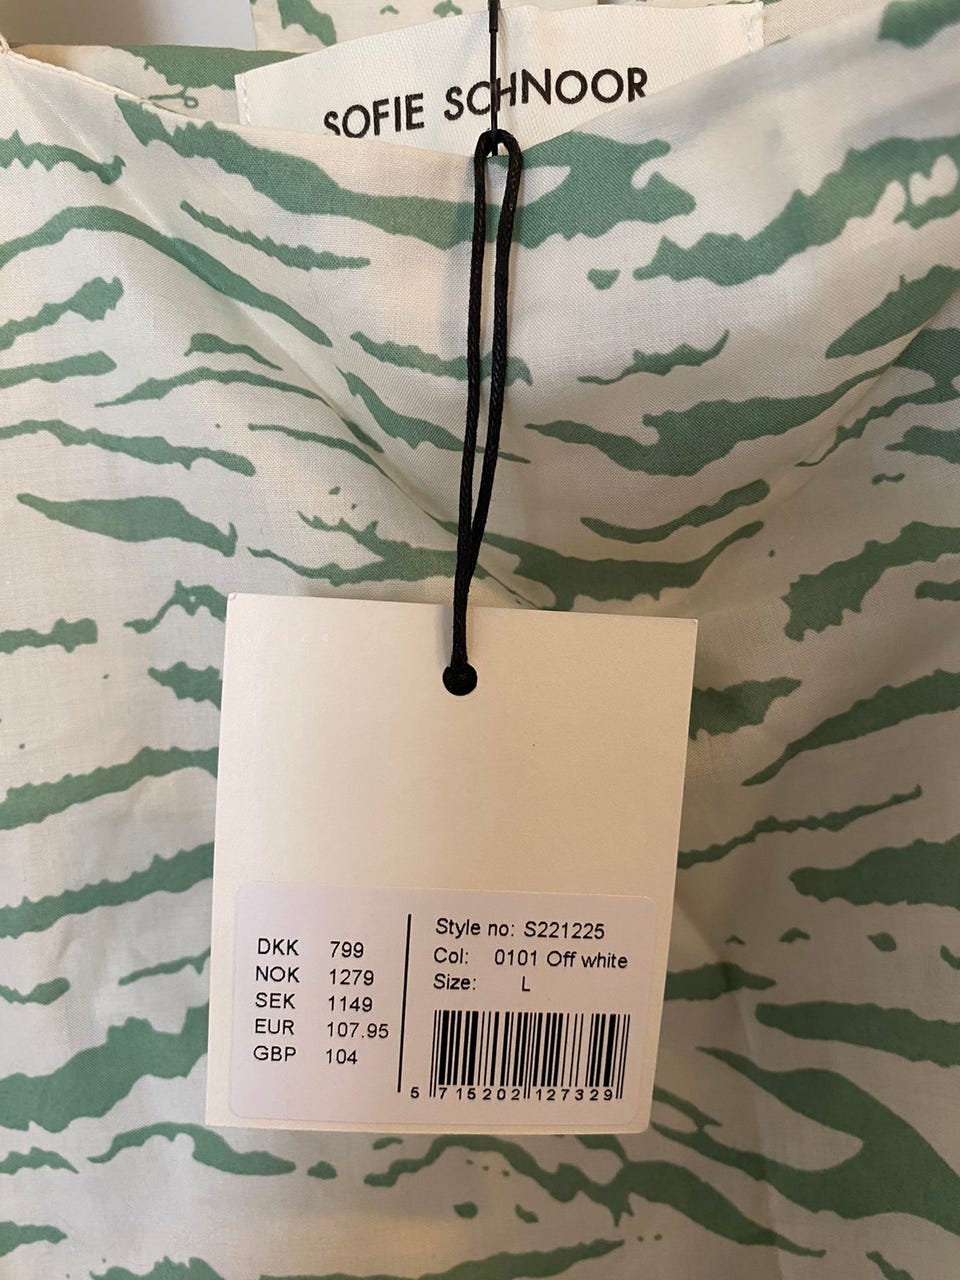 SOFIE SCHNOOR
DKK 799
NOK 1279
SEK 1149
EUR 107.95
GBP 104
Style no: S221225
Col: 0101 Off white
Size: L
5 715202 127329